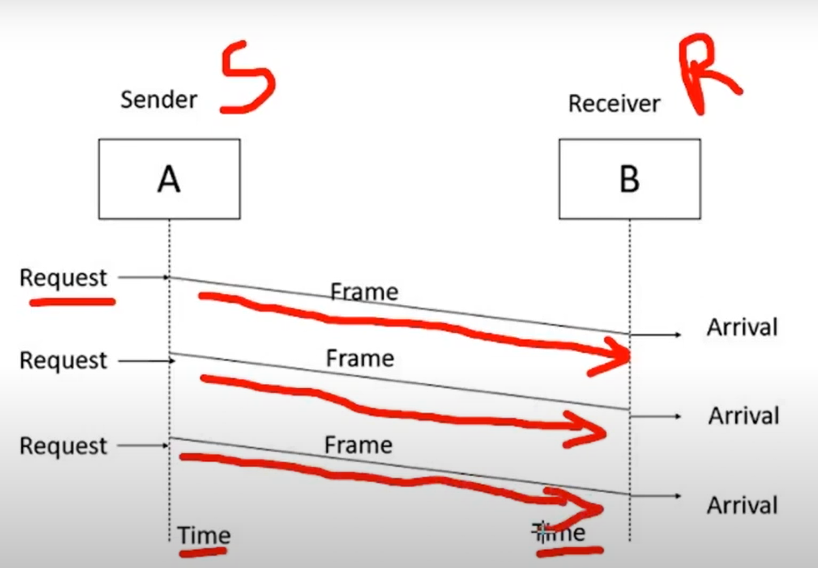 Sender S Receiver R
A B
Request Frame Arrival
Request Frame Arrival
Request Frame Arrival
Time Time